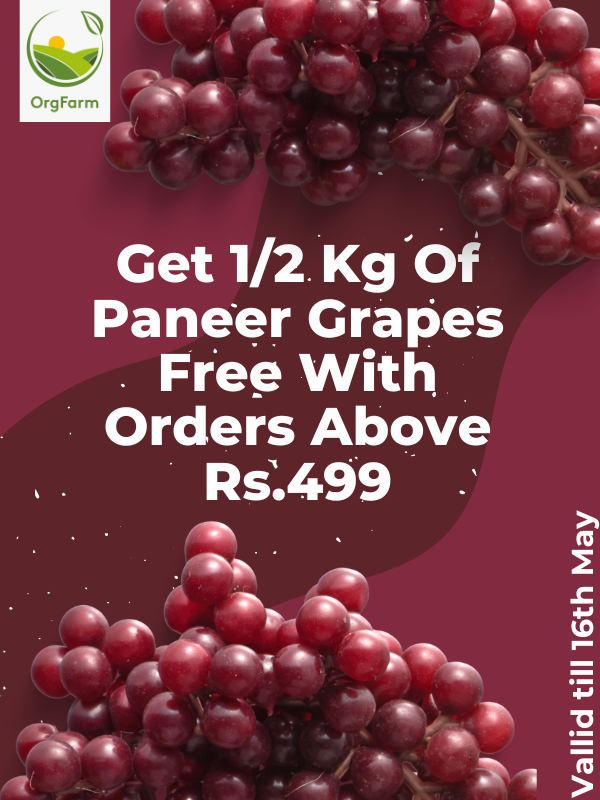 OrgFarm
Get 1/2 Kg Of
Paneer Grapes
Free With
Orders Above
Rs.499
Vallid till 16th May